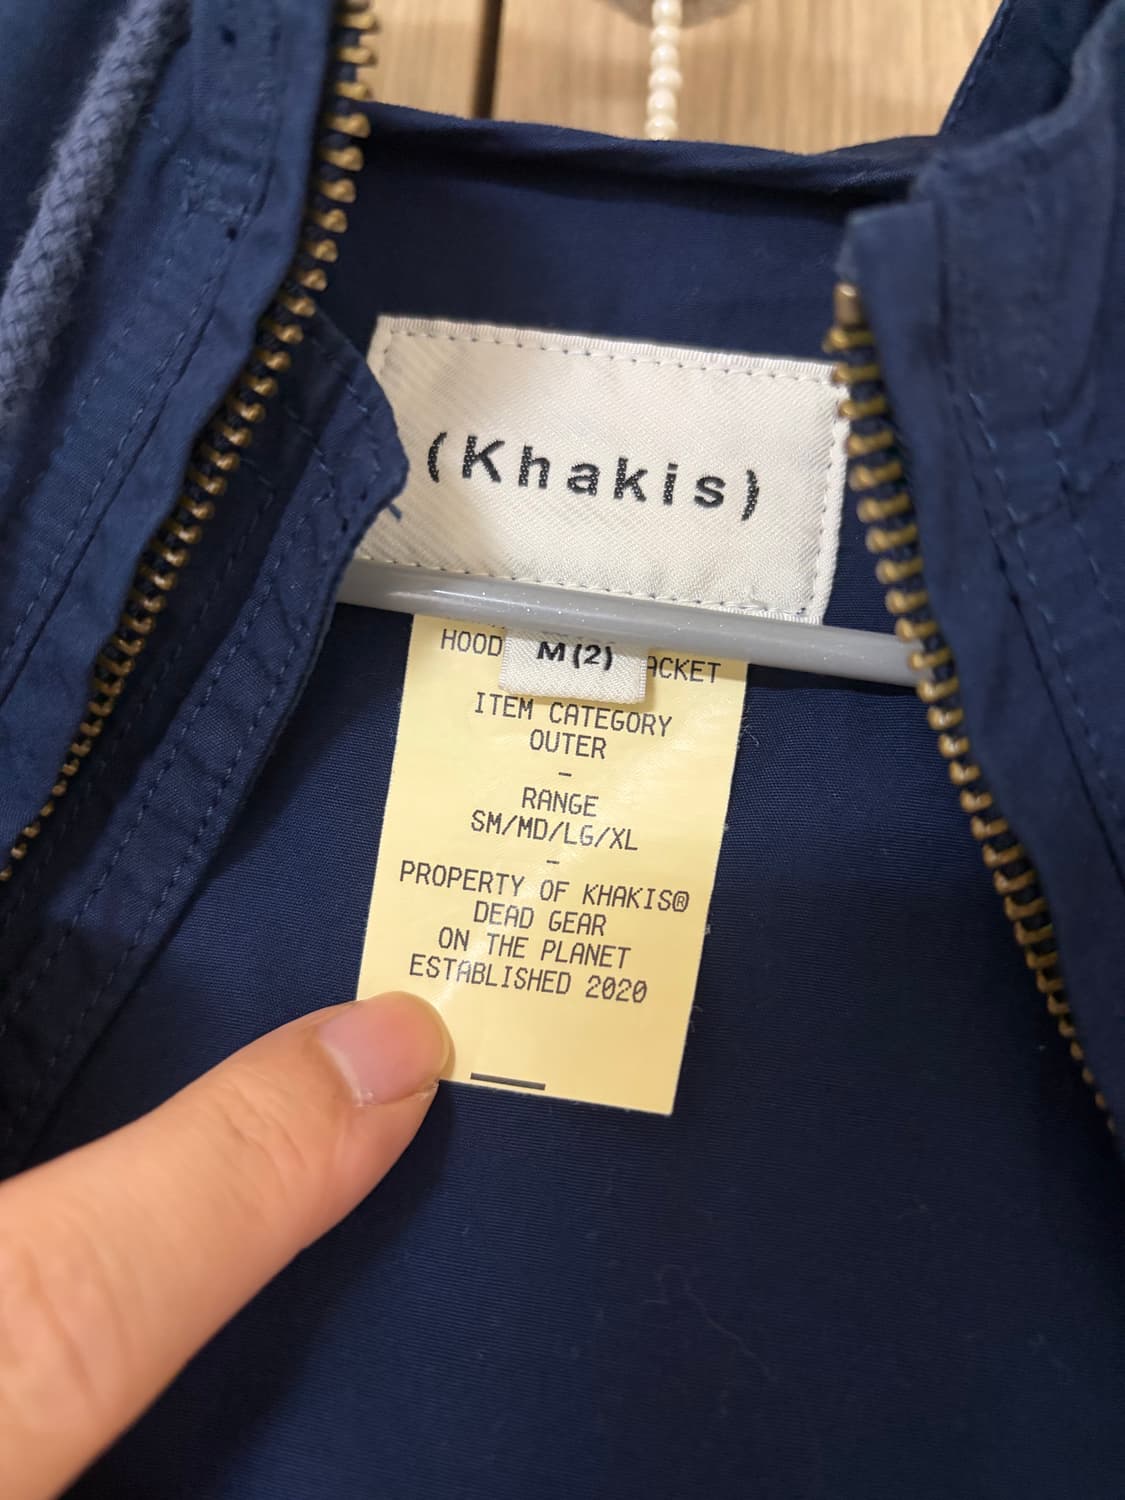 (Khakis)
M(2)
HOOD ACKET
ITEM CATEGORY
OUTER
-
RANGE
SM/MD/LG/XL
-
PROPERTY OF KHAKIS®
DEAD GEAR
ON THE PLANET
ESTABLISHED 2020